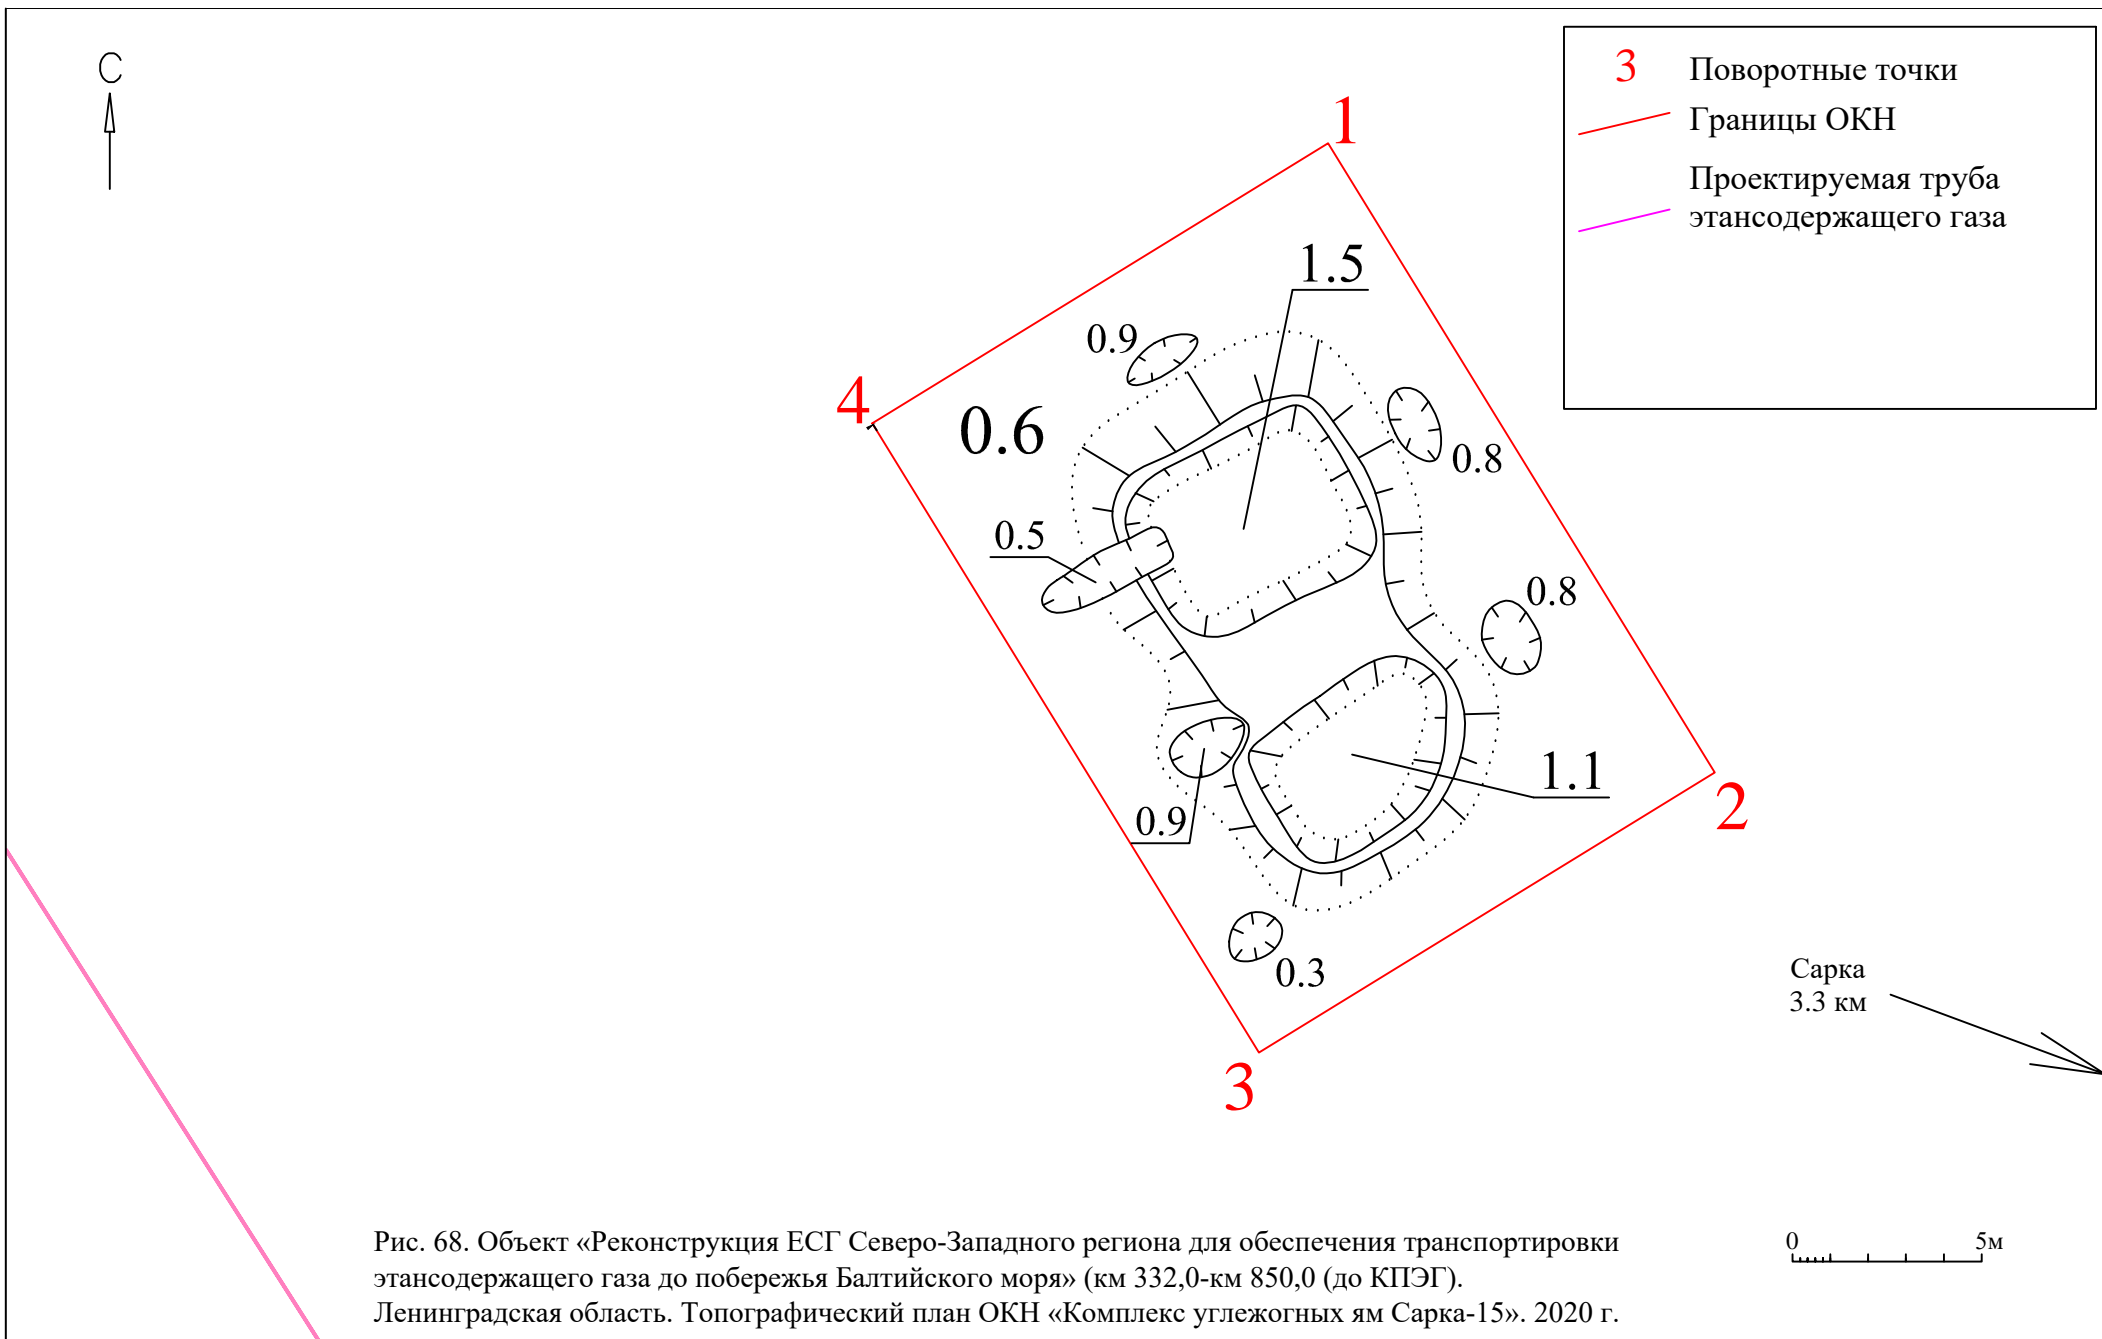 С
3 Поворотные точки
Границы ОКН
Проектируемая труба
этансодержащего газа
1
1.5
0.9
4
0.6
0.8
0.5
0.8
1.1
2
0.9
0.3
3
Сарка
3.3 км
0 5м
Рис. 68. Объект «Реконструкция ЕСГ Северо-Западного региона для обеспечения транспортировки
этансодержащего газа до побережья Балтийского моря» (км 332,0-км 850,0 (до КПЭГ).
Ленинградская область. Топографический план ОКН «Комплекс углежогных ям Сарка-15». 2020 г.